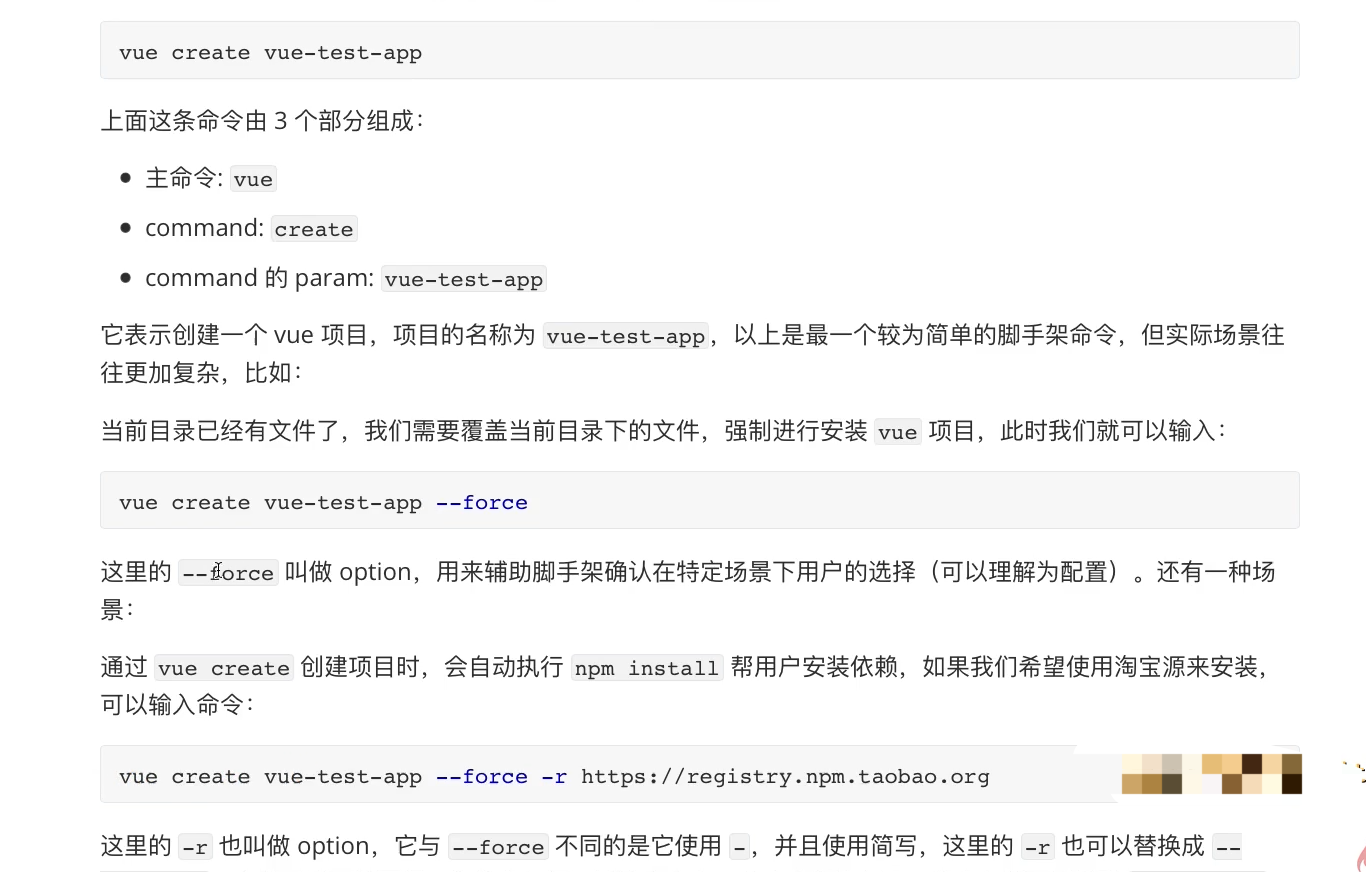 vue create vue-test-app
上面这条命令由 3 个部分组成：
主命令: vue
command: create
command 的 param: vue-test-app
它表示创建一个 vue 项目，项目的名称为 vue-test-app，以上是最一个较为简单的脚手架命令，但实际场景往
往更加复杂，比如：
当前目录已经有文件了，我们需要覆盖当前目录下的文件，强制进行安装 vue 项目，此时我们就可以输入：
vue create vue-test-app --force
这里的 --force 叫做 option，用来辅助脚手架确认在特定场景下用户的选择（可以理解为配置）。还有一种场
景：
通过 vue create 创建项目时，会自动执行 npm install 帮用户安装依赖，如果我们希望使用淘宝源来安装，
可以输入命令：
vue create vue-test-app --force -r https://registry.npm.taobao.org
这里的 -r 也叫做 option，它与 --force 不同的是它使用 -，并且使用简写，这里的 -r 也可以替换成 --